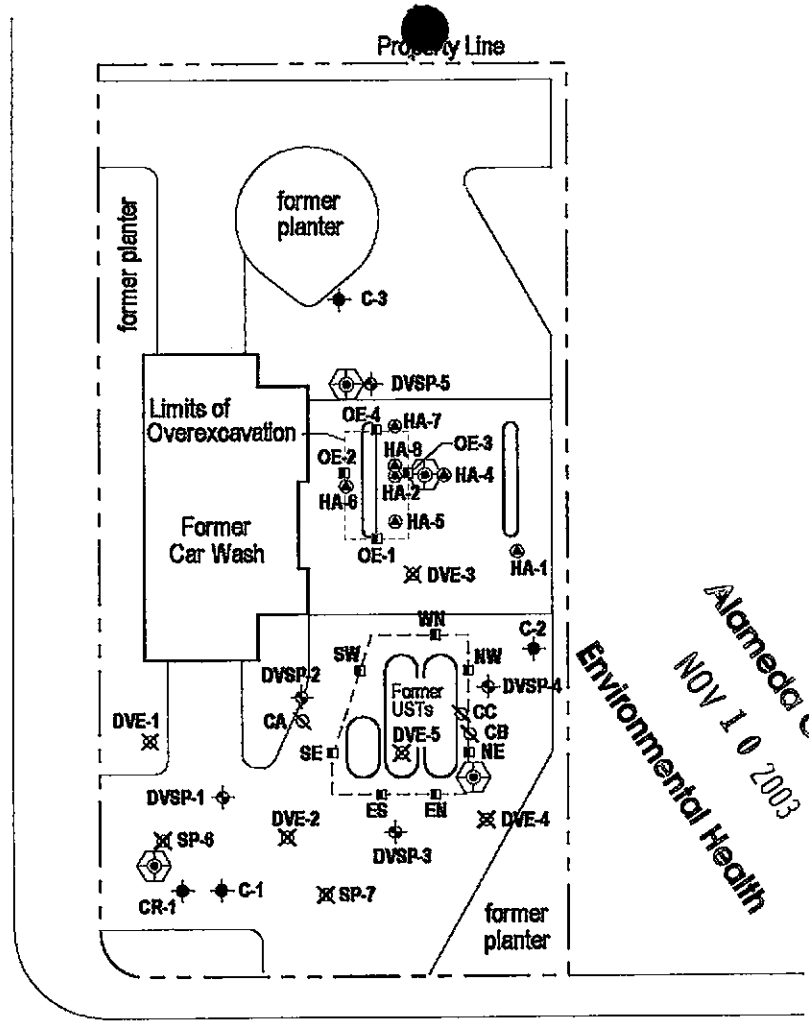 Property Line
former
planter
former planter
C-3
DVSP-5
Limits of
Overexcavation
OE-4
HA-7
HA-8
OE-3
OE-2
HA-4
HA-2
HA-6
HA-5
Former
Car Wash
OE-1
HA-1
DVE-3
WN
C-2
SW
NW
DVSP-2
Former
USTs
DVSP-4
CA
CC
DVE-1
CB
SE
DVE-5
NE
DVSP-1
ES
EN
DVE-4
SP-6
DVE-2
DVSP-3
CR-1
C-1
SP-7
former
planter
Alameda
NOV 10 2003
Environmental Health